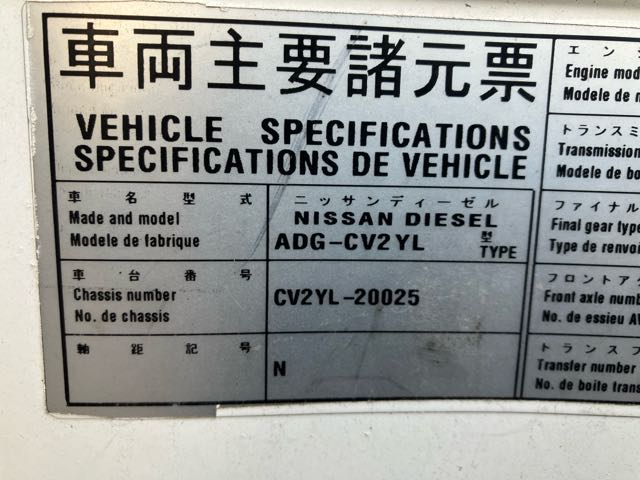 車両主要諸元票
VEHICLE SPECIFICATIONS
SPECIFICATIONS DE VEHICLE
車名型式
Made and model
Modele de fabrique
ニッサンディーゼル
NISSAN DIESEL
ADG-CV2YL 型 TYPE
車台番号
Chassis number
No. de chassis
CV2YL-20025
軸距記号
N
エン
Engine mod
Modele de
トランスミ
Transmission
Modele de bo
ファイナル
Final gear type
Type de renvoi
フロントア
Front axle numb
No. de essieu AV
トランスフ
Transfer number
No. de boite trans